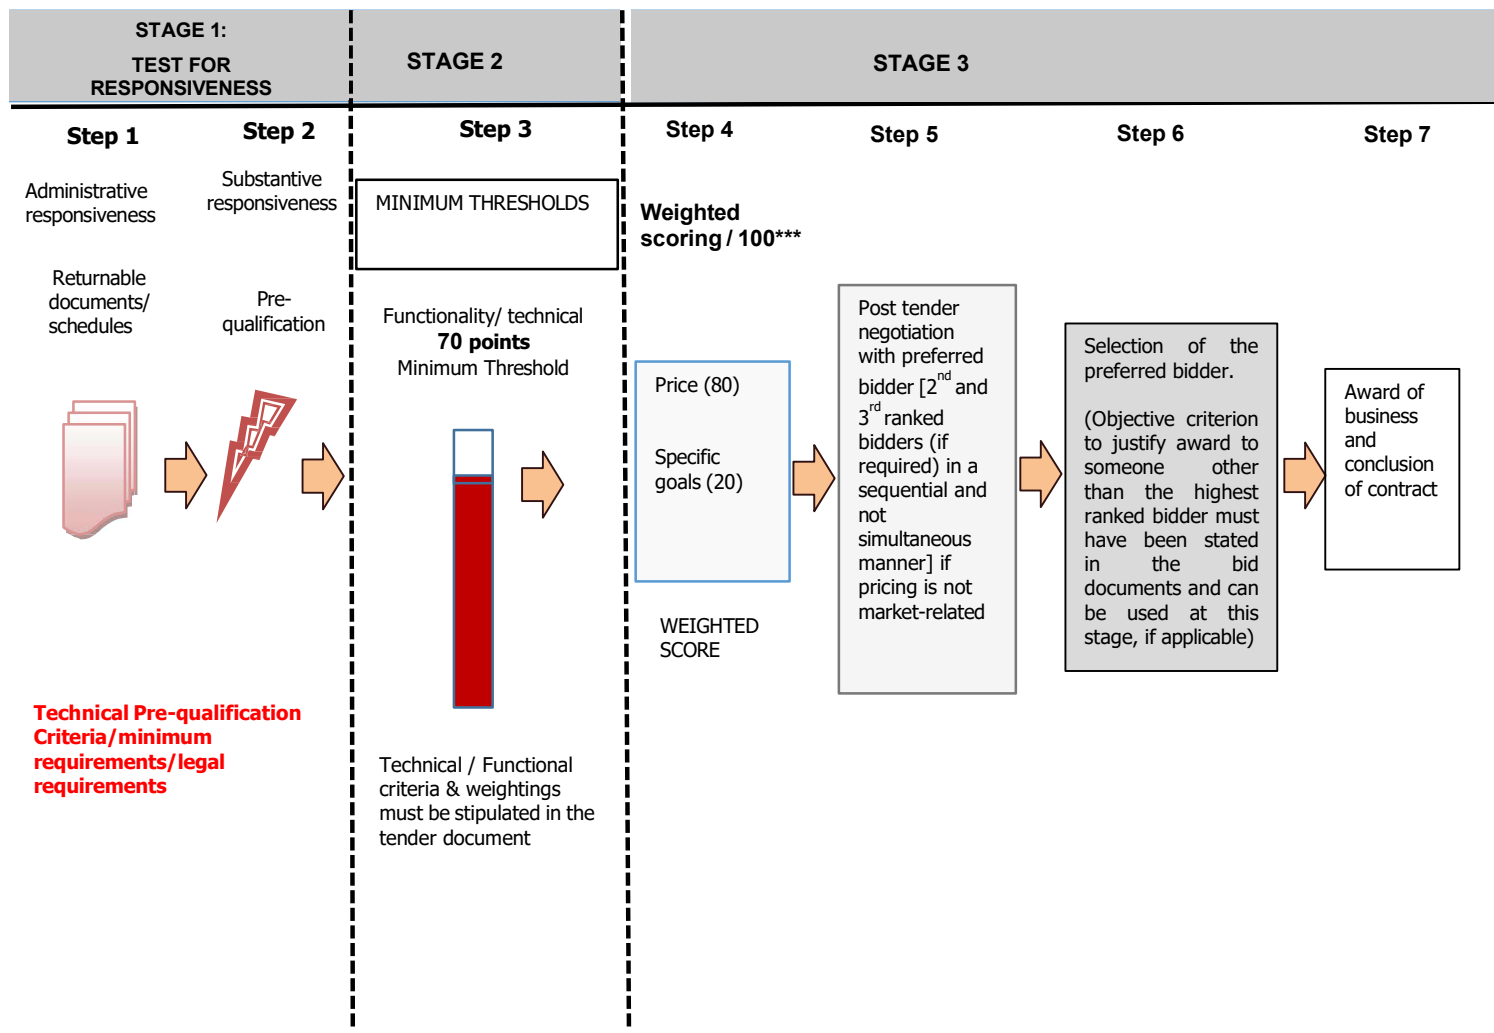 STAGE 1:
TEST FOR
RESPONSIVENESS
STAGE 2
STAGE 3
Step 1
Step 2
Step 3
Step 4
Step 5
Step 6
Step 7
Administrative
responsiveness
Returnable
documents/
schedules
Substantive
responsiveness
Pre-
qualification
Technical Pre-qualification
Criteria/minimum
requirements/legal
requirements
MINIMUM THRESHOLDS
Functionality/ technical
70 points
Minimum Threshold
Technical / Functional
criteria & weightings
must be stipulated in the
tender document
Weighted
scoring / 100***
Price (80)
Specific
goals (20)
WEIGHTED
SCORE
Post tender
negotiation
with preferred
bidder [2nd and
3rd ranked
bidders (if
required) in a
sequential and
not
simultaneous
manner] if
pricing is not
market-related
Selection of the
preferred bidder.
(Objective criterion
to justify award to
someone other
than the highest
ranked bidder must
have been stated
in the bid
documents and can
be used at this
stage, if applicable)
Award of
business
and
conclusion
of contract